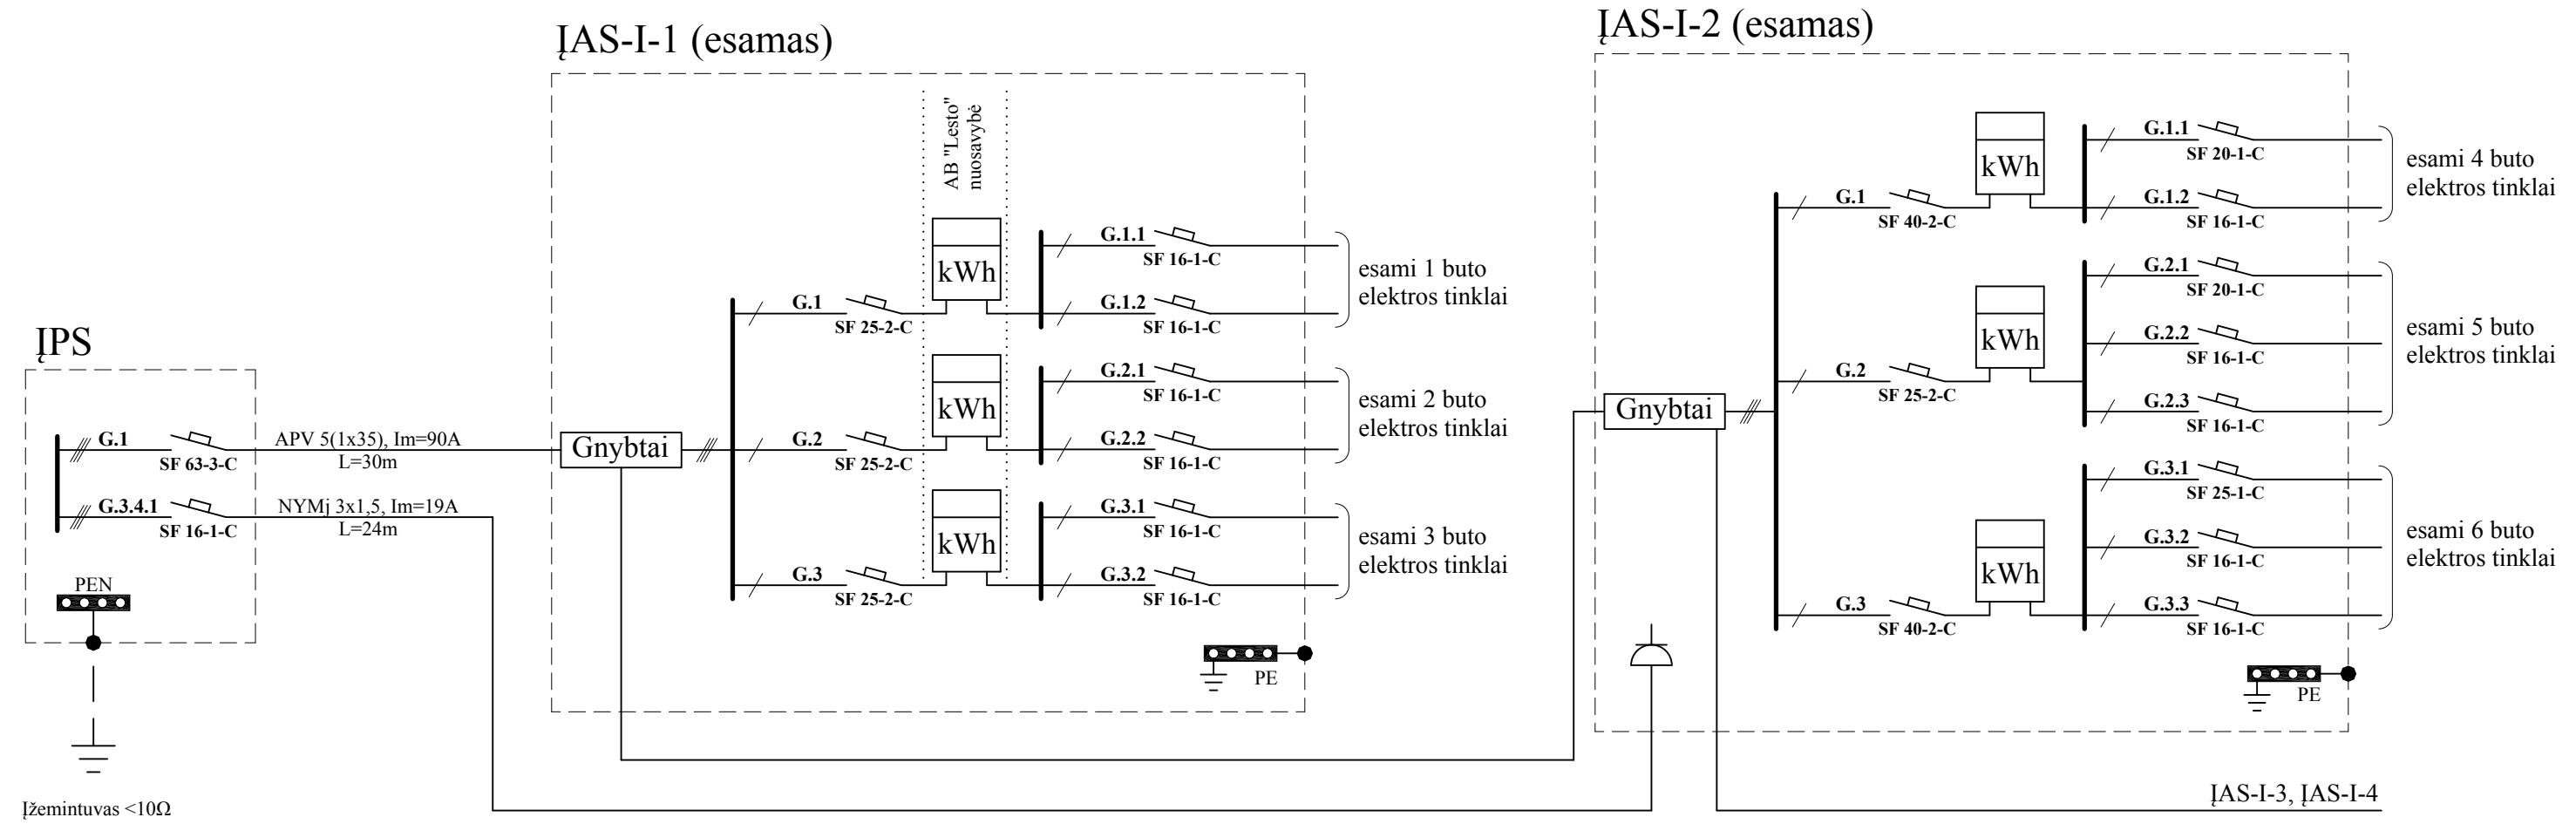 ĮAS-I-1 (esamas)
ĮAS-I-2 (esamas)
ĮPS
G.1
SF 63-3-C
APV 5(1x35), Im=90A
L=30m
G.3.4.1
SF 16-1-C
NYMj 3x1,5, Im=19A
L=24m
PEN
Įžemintuvas <10Ω
Gnybtai
AB "Lesto"
nuosavybė
G.1
SF 25-2-C
kWh
G.1.1
SF 16-1-C
G.1.2
SF 16-1-C
esami 1 buto
elektros tinklai
G.2
SF 25-2-C
kWh
G.2.1
SF 16-1-C
G.2.2
SF 16-1-C
esami 2 buto
elektros tinklai
G.3
SF 25-2-C
kWh
G.3.1
SF 16-1-C
G.3.2
SF 16-1-C
esami 3 buto
elektros tinklai
PE
Gnybtai
G.1
SF 40-2-C
kWh
G.1.1
SF 20-1-C
G.1.2
SF 16-1-C
esami 4 buto
elektros tinklai
G.2
SF 25-2-C
kWh
G.2.1
SF 20-1-C
G.2.2
SF 16-1-C
G.2.3
SF 16-1-C
esami 5 buto
elektros tinklai
G.3
SF 40-2-C
kWh
G.3.1
SF 25-1-C
G.3.2
SF 16-1-C
G.3.3
SF 16-1-C
esami 6 buto
elektros tinklai
PE
ĮAS-I-3, ĮAS-I-4